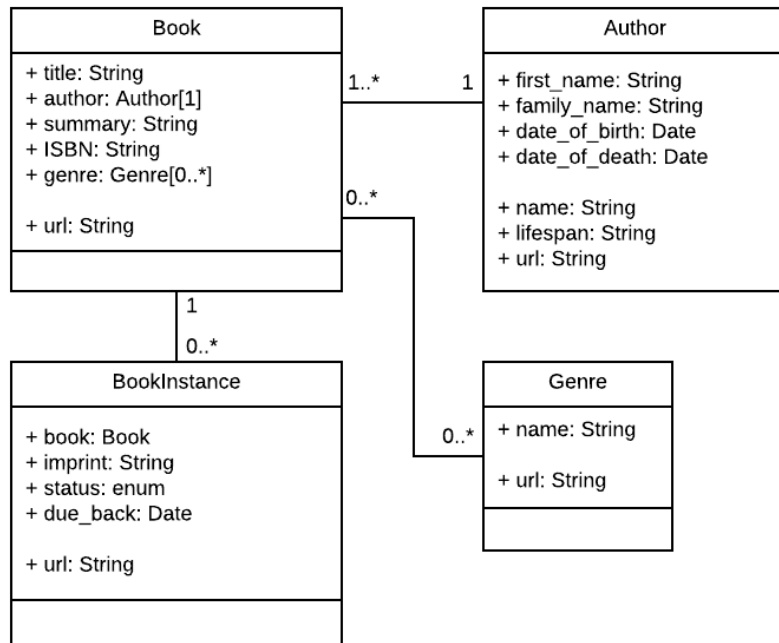 Book
+ title: String
+ author: Author[1]
+ summary: String
+ ISBN: String
+ genre: Genre[0..*]
+ url: String
1..*
1
Author
+ first_name: String
+ family_name: String
+ date_of_birth: Date
+ date_of_death: Date
+ name: String
+ lifespan: String
+ url: String
0..*
1
0..*
BookInstance
+ book: Book
+ imprint: String
+ status: enum
+ due_back: Date
+ url: String
0..*
Genre
+ name: String
+ url: String